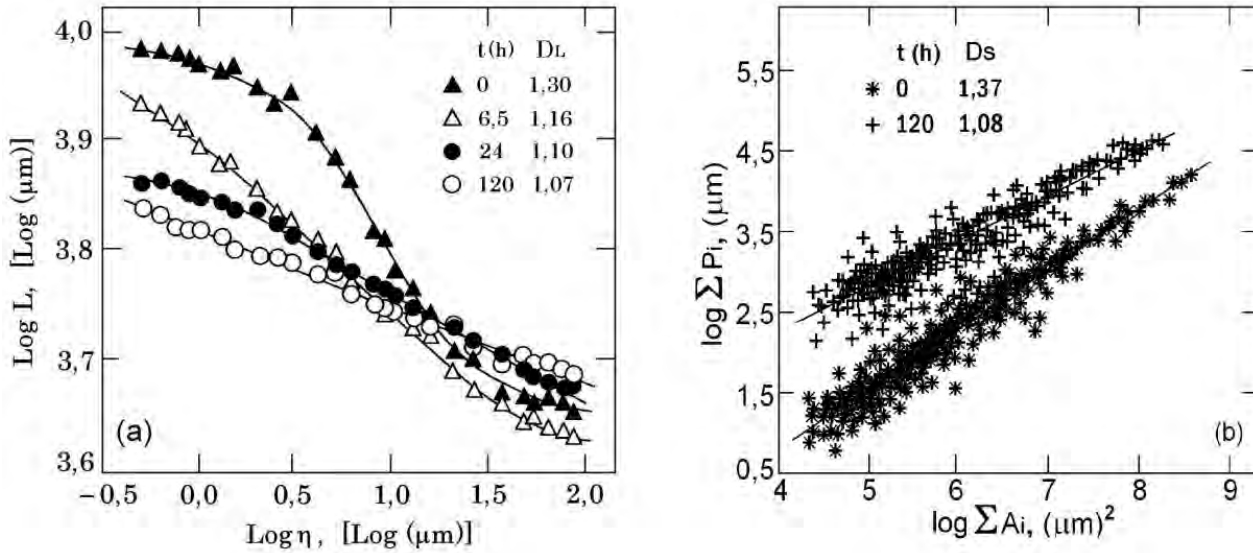 4,0
3,9
3,8
3,7
3,6
Log L, [Log (μm)]
t (h) DL
0 1,30
6,5 1,16
24 1,10
120 1,07
(a)
−0,5 0,0 0,5 1,0 1,5 2,0
Log η, [Log (μm)]
5,5
4,5
3,5
2,5
1,5
0,5
log ∑ Pi, (μm)
t (h) Ds
0 1,37
120 1,08
(b)
4 5 6 7 8 9
log ∑ Ai, (μm)²